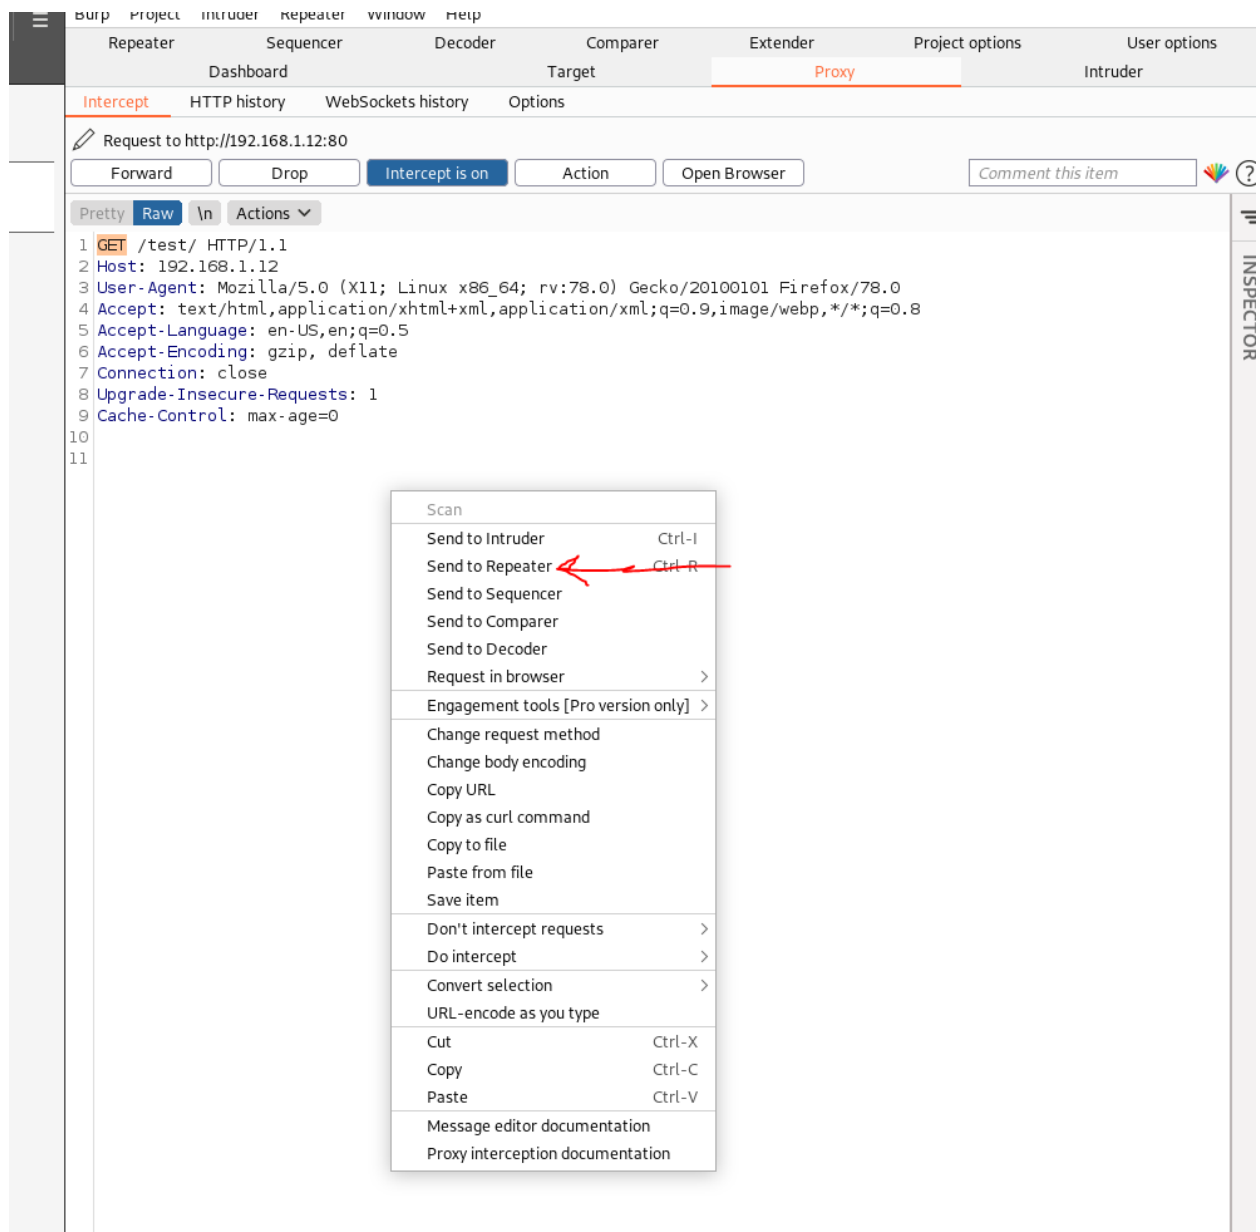 Burp Project Intruder Repeater Window Help
Repeater Sequencer Decoder Comparer Extender Project options User options
Dashboard Target Proxy Intruder
Intercept HTTP history WebSockets history Options
Request to http://192.168.1.12:80
Forward Drop Intercept is on Action Open Browser Comment this item ?
Pretty Raw \n Actions
1 GET /test/ HTTP/1.1
2 Host: 192.168.1.12
3 User-Agent: Mozilla/5.0 (X11; Linux x86_64; rv:78.0) Gecko/20100101 Firefox/78.0
4 Accept: text/html,application/xhtml+xml,application/xml;q=0.9,image/webp,*/*;q=0.8
5 Accept-Language: en-US,en;q=0.5
6 Accept-Encoding: gzip, deflate
7 Connection: close
8 Upgrade-Insecure-Requests: 1
9 Cache-Control: max-age=0
10
11
INSPECTOR
Scan
Send to Intruder Ctrl-I
Send to Repeater Ctrl-R
Send to Sequencer
Send to Comparer
Send to Decoder
Request in browser
Engagement tools [Pro version only]
Change request method
Change body encoding
Copy URL
Copy as curl command
Copy to file
Paste from file
Save item
Don't intercept requests
Do intercept
Convert selection
URL-encode as you type
Cut Ctrl-X
Copy Ctrl-C
Paste Ctrl-V
Message editor documentation
Proxy interception documentation